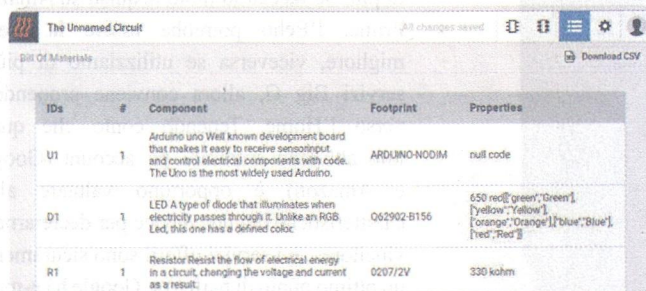 The Unnamed Circuit
All changes saved
Bill Of Materials
Download CSV
IDs # Component Footprint Properties
U1 1 Arduino uno Well known development board ARDUINO-NODIM null code
that makes it easy to receive sensorinput
and control electrical components with code.
The Uno is the most widely used Arduino.
D1 1 LED A type of diode that illuminates when Q62902-B156 650 red[["green","Green"],
electricity passes through it. Unlike an RGB ["yellow","Yellow"],
Led, this one has a defined color. ["orange","Orange"],["blue","Blue"],
["red","Red"]]
R1 1 Resistor Resist the flow of electrical energy 0207/2V 330 kohm
in a circuit, changing the voltage and current
as a result.